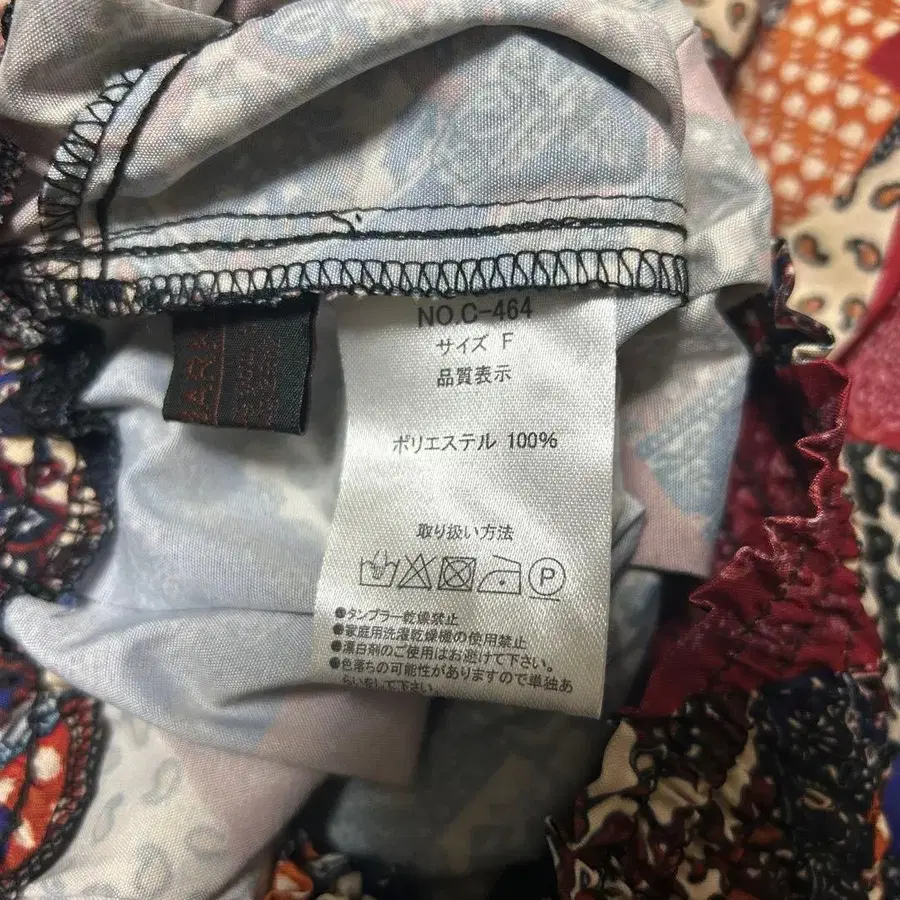 NO.C-464
サイズ F
品質表示
ポリエステル 100%
取り扱い方法
P
●タンブラー乾燥禁止
●家庭用洗濯乾燥機の使用禁止
●漂白剤のご使用はお避けて下さい。
●色落ちの可能性がありますので単独あ
らいをして下さい。